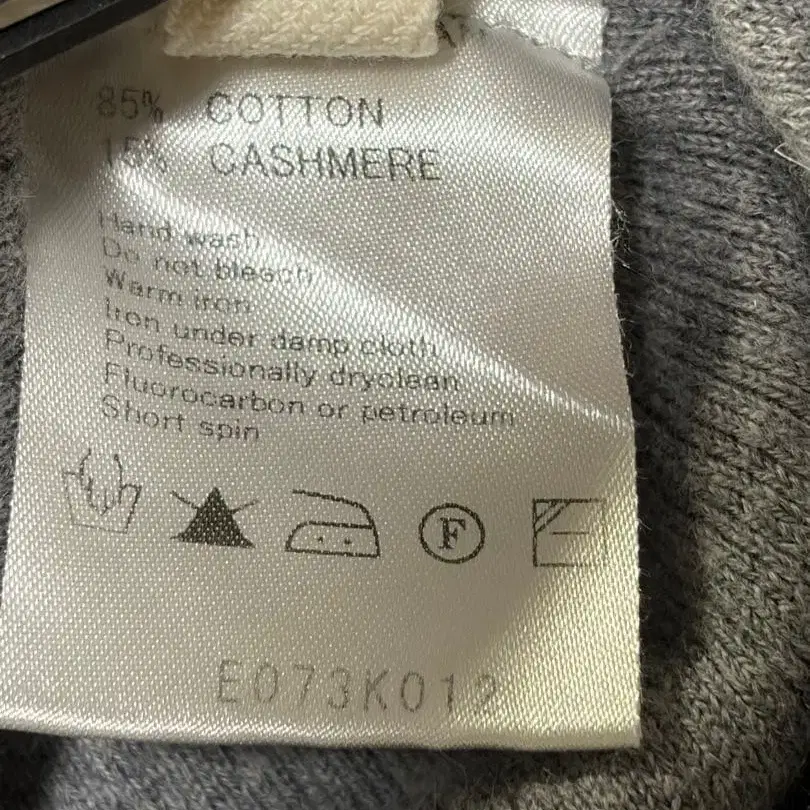 85% COTTON
15% CASHMERE
Hand wash
Do not bleach
Warm iron
Iron under damp cloth
Professionally dryclean
Fluorocarbon or petroleum
Short spin
F
E073K019